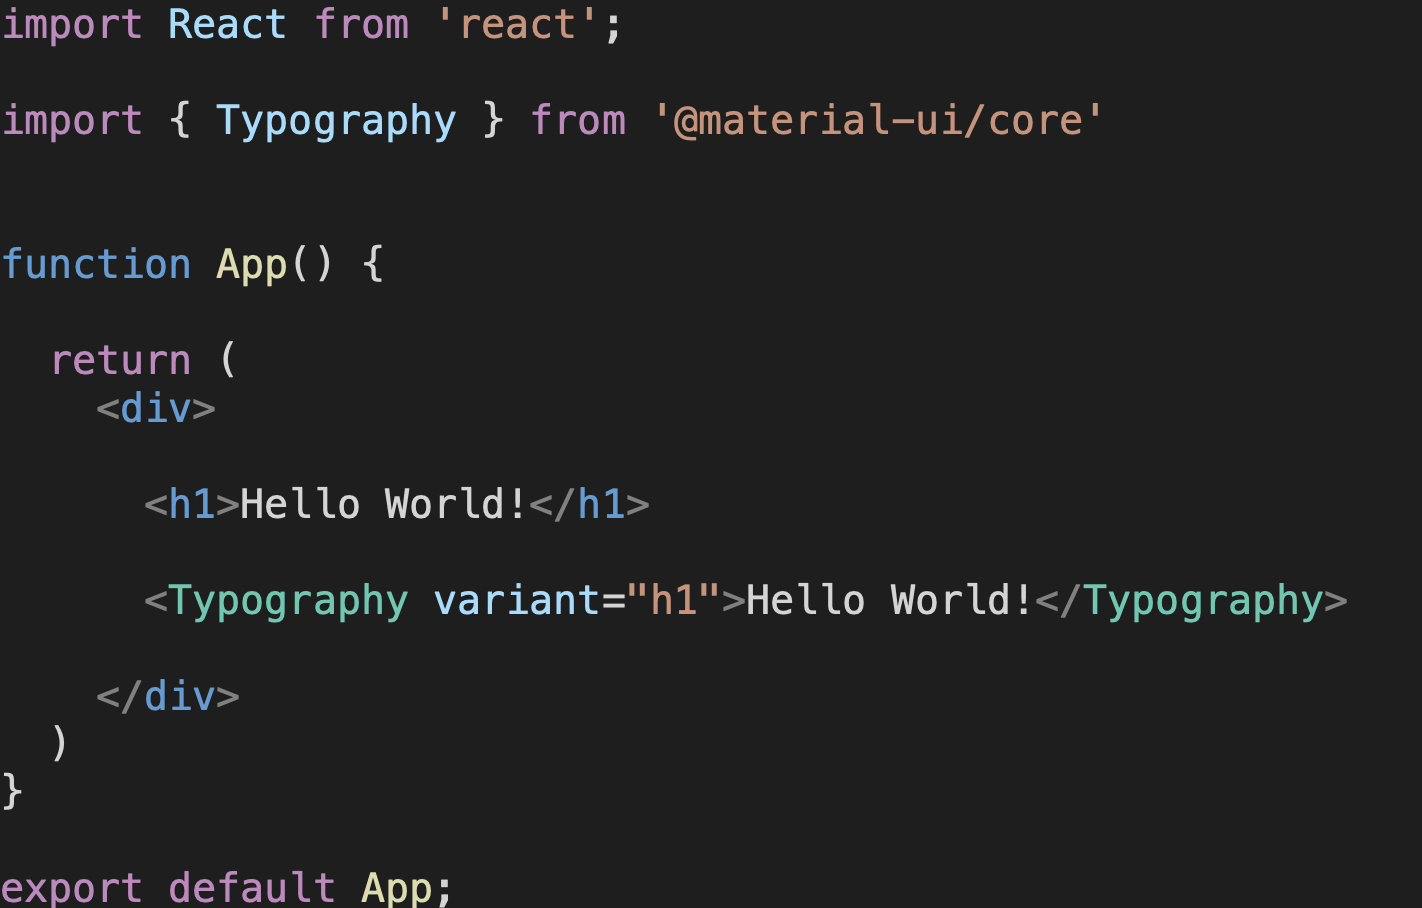 import React from 'react';
import { Typography } from '@material-ui/core'
function App() {
  return (
    <div>
      <h1>Hello World!</h1>
      <Typography variant="h1">Hello World!</Typography>
    </div>
  )
}
export default App;